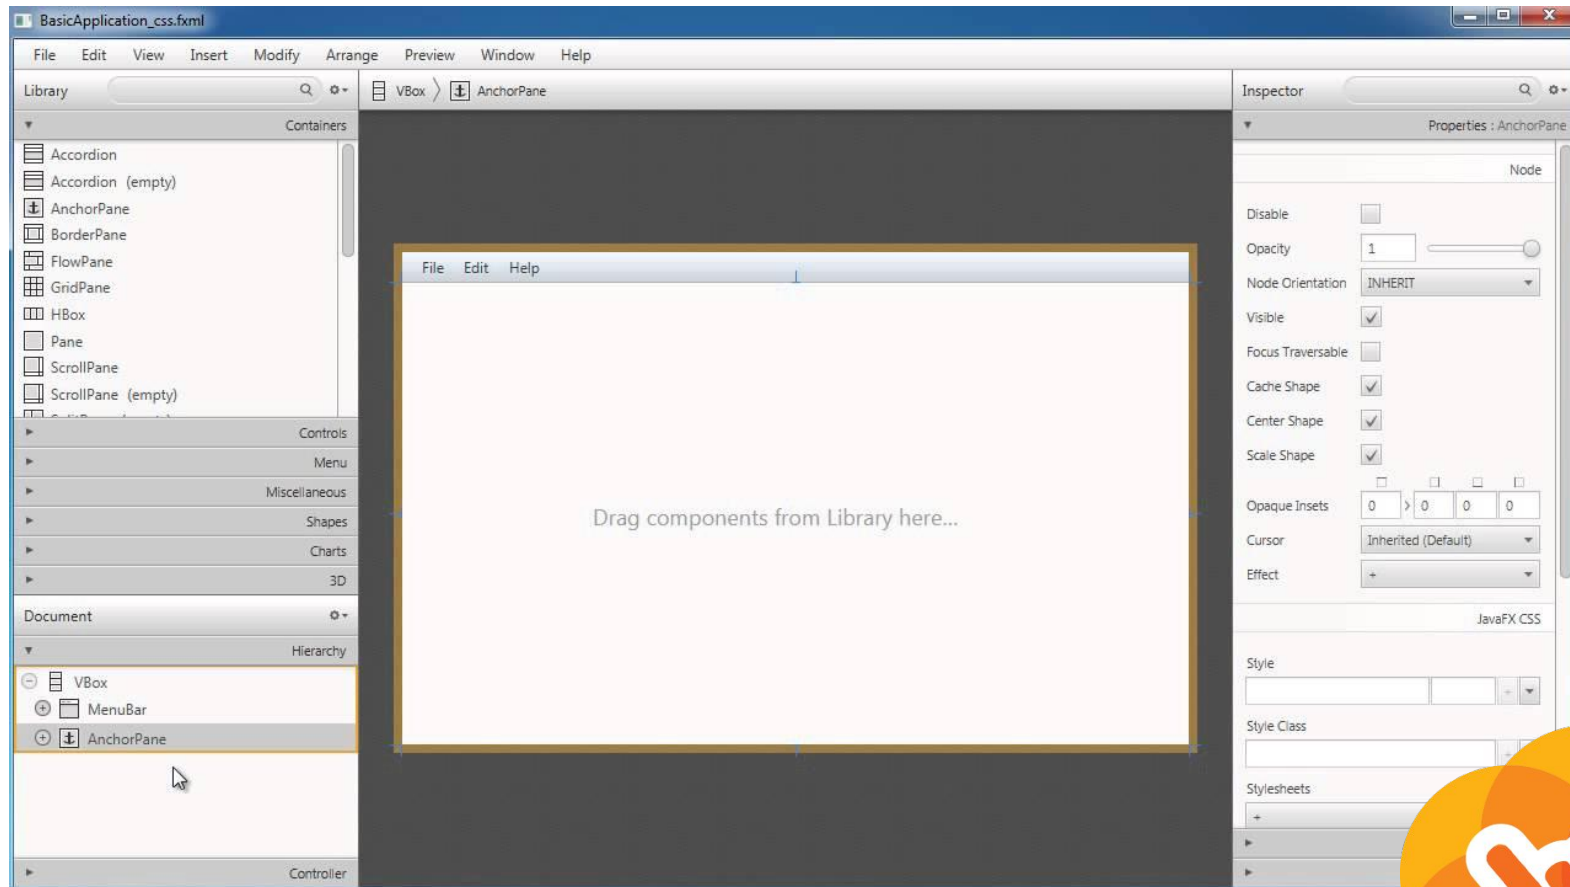 BasicApplication_css.fxml
File Edit View Insert Modify Arrange Preview Window Help
Library
VBox AnchorPane
Inspector
Containers
Accordion
Accordion (empty)
AnchorPane
BorderPane
FlowPane
GridPane
HBox
Pane
ScrollPane
ScrollPane (empty)
Controls
Menu
Miscellaneous
Shapes
Charts
3D
Document
Hierarchy
VBox
MenuBar
AnchorPane
Controller
File Edit Help
Drag components from Library here...
Properties : AnchorPane
Node
Disable
Opacity 1
Node Orientation INHERIT
Visible
Focus Traversable
Cache Shape
Center Shape
Scale Shape
Opaque Insets 0 0 0 0
Cursor Inherited (Default)
Effect +
JavaFX CSS
Style
Style Class
Stylesheets
+